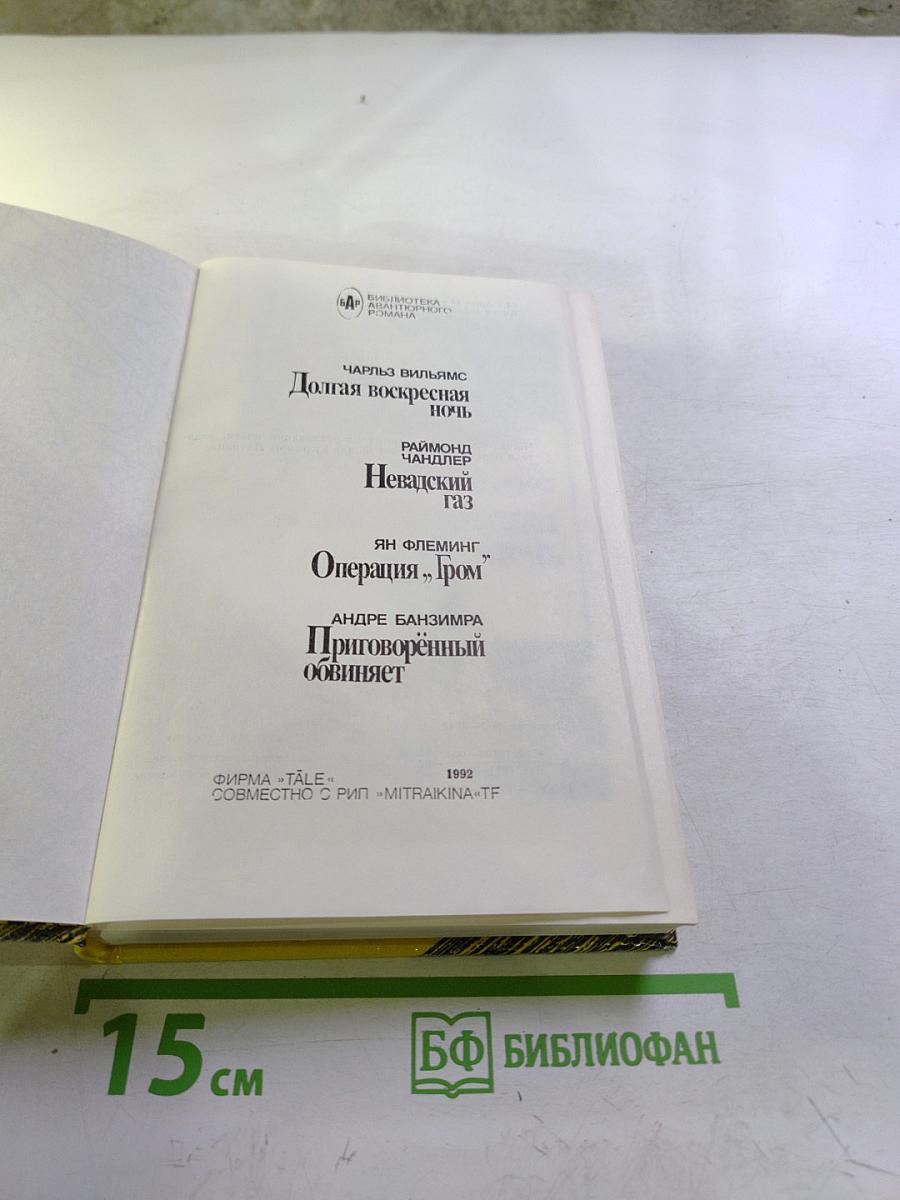 БАР
БИБЛИОТЕКА
АВАНТЮРНОГО
РОМАНА
ЧАРЛЬЗ ВИЛЬЯМС
Долгая воскресная
ночь
РАЙМОНД
ЧАНДЛЕР
Невадский
газ
ЯН ФЛЕМИНГ
Операция „Гром”
АНДРЕ БАНЗИМРА
Приговорённый
обвиняет
1992
ФИРМА »TĀLE«
СОВМЕСТНО С РИП »MITRAIKINA«TF
15 см
БФ БИБЛИОФАН